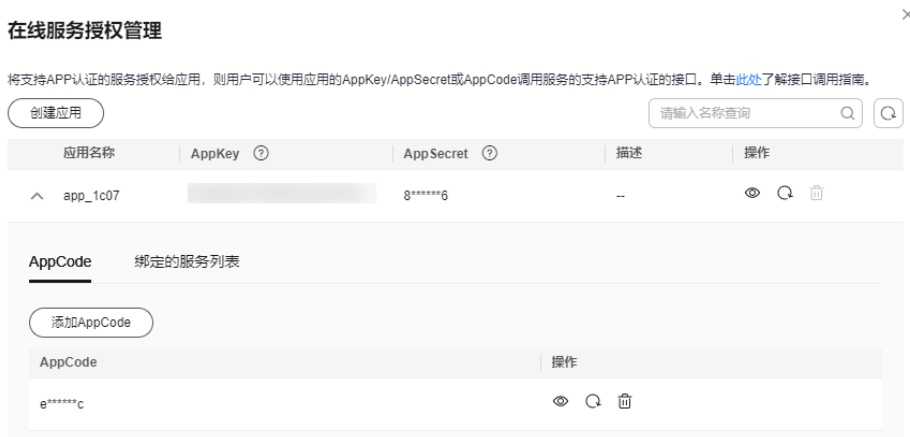 在线服务授权管理
将支持APP认证的服务授权给应用，则用户可以使用应用的AppKey/AppSecret或AppCode调用服务的支持APP认证的接口。单击此处了解接口调用指南。
创建应用 请输入名称查询
应用名称 AppKey AppSecret 描述 操作
app_1c07 8******6 --
AppCode 绑定的服务列表
添加AppCode
AppCode 操作
e******c